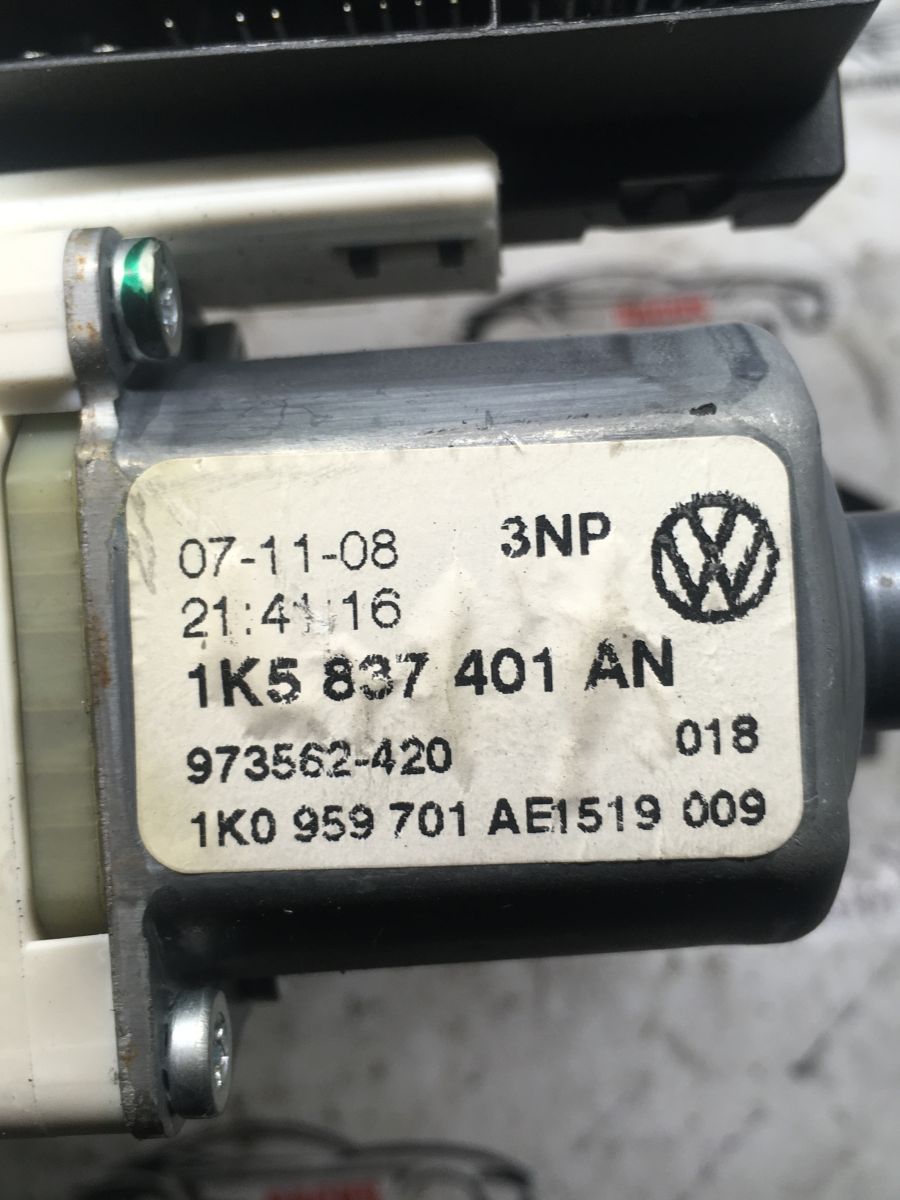 07-11-08 3NP
21:41:16
1K5 837 401 AN
973562-420 018
1K0 959 701 AE1519 009